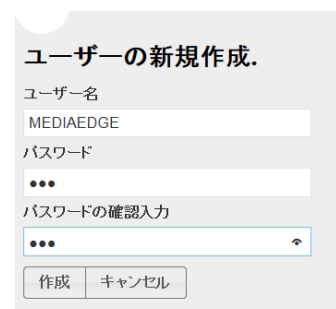 ユーザーの新規作成.
ユーザー名
MEDIAEDGE
パスワード
●●●
パスワードの確認入力
●●●
作成 キャンセル